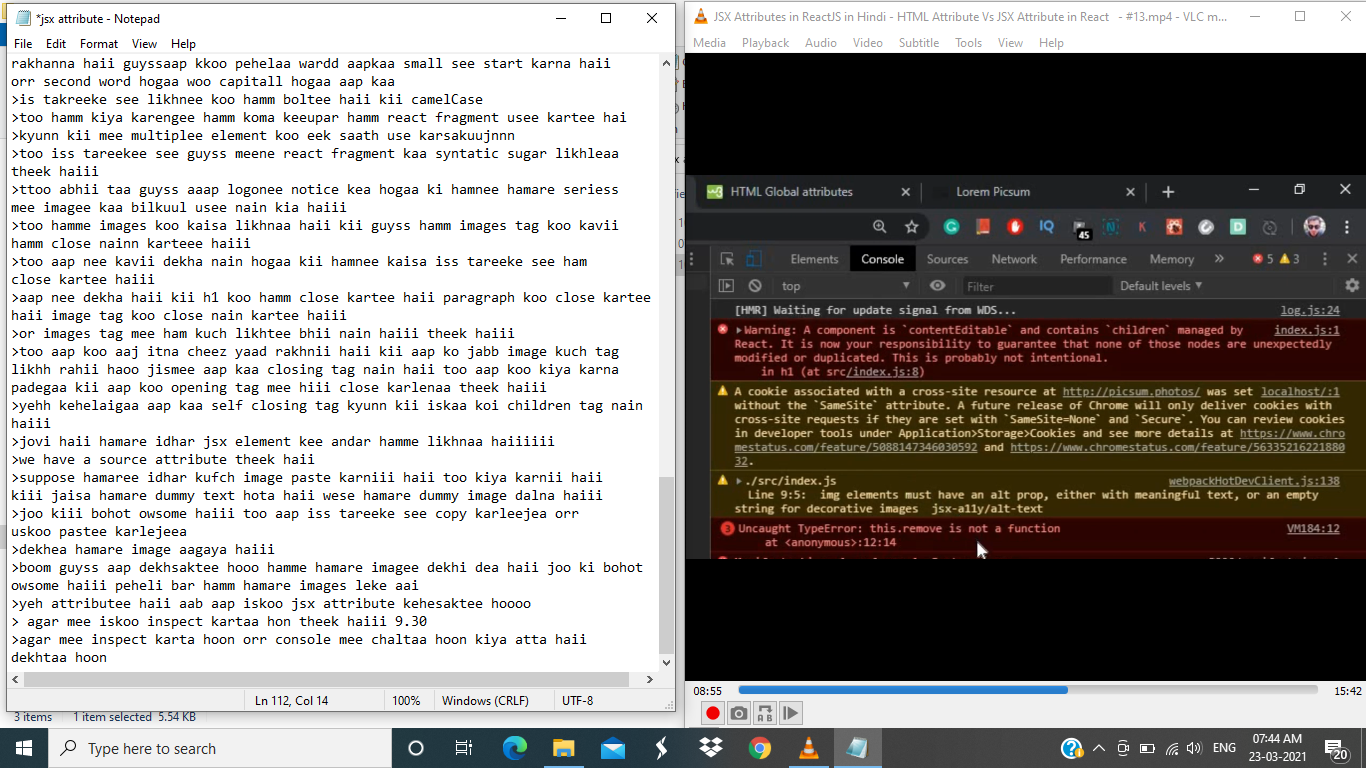 *jsx attribute - Notepad
File Edit Format View Help
rakhanna haii guyssaap kkoo pehelaa wardd aapkaa small see start karna haii
orr second word hogaa woo capitall hogaa aap kaa
>is takreeke see likhnee koo hamm boltee haii kii camelCase
>too hamm kiya karengee hamm koma keeupar hamm react fragment usee kartee hai
>kyunn kii mee multiplee element koo eek saath use karsakuujnnn
>too iss tareekee see guyss meene react fragment kaa syntatic sugar likhleaa
theek haiii
>ttoo abhii taa guyss aaap logonee notice kea hogaa ki hamnee hamare seriess
mee imagee kaa bilkuul usee nain kia haiii
>too hamme images koo kaisa likhnaa haii kii guyss hamm images tag koo kavii
hamm close nainn karteee haiii
>too aap nee kavii dekha nain hogaa kii hamnee kaisa iss tareeke see ham
close kartee haiii
>aap nee dekha haii kii h1 koo hamm close kartee haii paragraph koo close kartee
haii image tag koo close nain kartee haiii
>or images tag mee ham kuch likhtee bhii nain haiii theek haiii
>too aap koo aaj itna cheez yaad rakhnii haii kii aap ko jabb image kuch tag
likhh rahii haoo jismee aap kaa closing tag nain haii too aap koo kiya karna
padegaa kii aap koo opening tag mee hiii close karlenaa theek haiii
>yehh kehelaigaa aap kaa self closing tag kyunn kii iskaa koi children tag nain
haiii
>jovi haii hamare idhar jsx element kee andar hamme likhnaa haiiiiii
>we have a source attribute theek haii
>suppose hamaree idhar kufch image paste karniii haii too kiya karnii haii
kiii jaisa hamare dummy text hota haii wese hamare dummy image dalna haiii
>joo kiii bohot owsome haiii too aap iss tareeke see copy karleejea orr
uskoo pastee karlejeea
>dekhea hamare image aagaya haiii
>boom guyss aap dekhsaktee hooo hamme hamare imagee dekhi dea haii joo ki bohot
owsome haiii peheli bar hamm hamare images leke aai
>yeh attributee haii aab aap iskoo jsx attribute kehesaktee hoooo
> agar mee iskoo inspect kartaa hon theek haiii 9.30
>agar mee inspect karta hoon orr console mee chaltaa hoon kiya atta haii
dekhtaa hoon
Ln 112, Col 14 100% Windows (CRLF) UTF-8
3 items 1 item selected 5.54 KB
JSX Attributes in ReactJS in Hindi - HTML Attribute Vs JSX Attribute in React - #13.mp4 - VLC m...
Media Playback Audio Video Subtitle Tools View Help
HTML Global attributes Lorem Picsum
IQ 45 N K D
Elements Console Sources Network Performance Memory » 5 3
top Filter Default levels
[HMR] Waiting for update signal from WDS... log.js:24
Warning: A component is `contentEditable` and contains `children` managed by index.js:1
React. It is now your responsibility to guarantee that none of those nodes are unexpectedly
modified or duplicated. This is probably not intentional.
in h1 (at src/index.js:8)
A cookie associated with a cross-site resource at http://picsum.photos/ was set localhost/:1
without the `SameSite` attribute. A future release of Chrome will only deliver cookies with
cross-site requests if they are set with `SameSite=None` and `Secure`. You can review cookies
in developer tools under Application>Storage>Cookies and see more details at https://www.chro
mestatus.com/feature/5088147346030592 and https://www.chromestatus.com/feature/56335216221880
32.
./src/index.js webpackHotDevClient.js:138
Line 9:5: img elements must have an alt prop, either with meaningful text, or an empty
string for decorative images jsx-a11y/alt-text
3 Uncaught TypeError: this.remove is not a function VM184:12
at <anonymous>:12:14
08:55 15:42
Type here to search
ENG 07:44 AM
23-03-2021
20